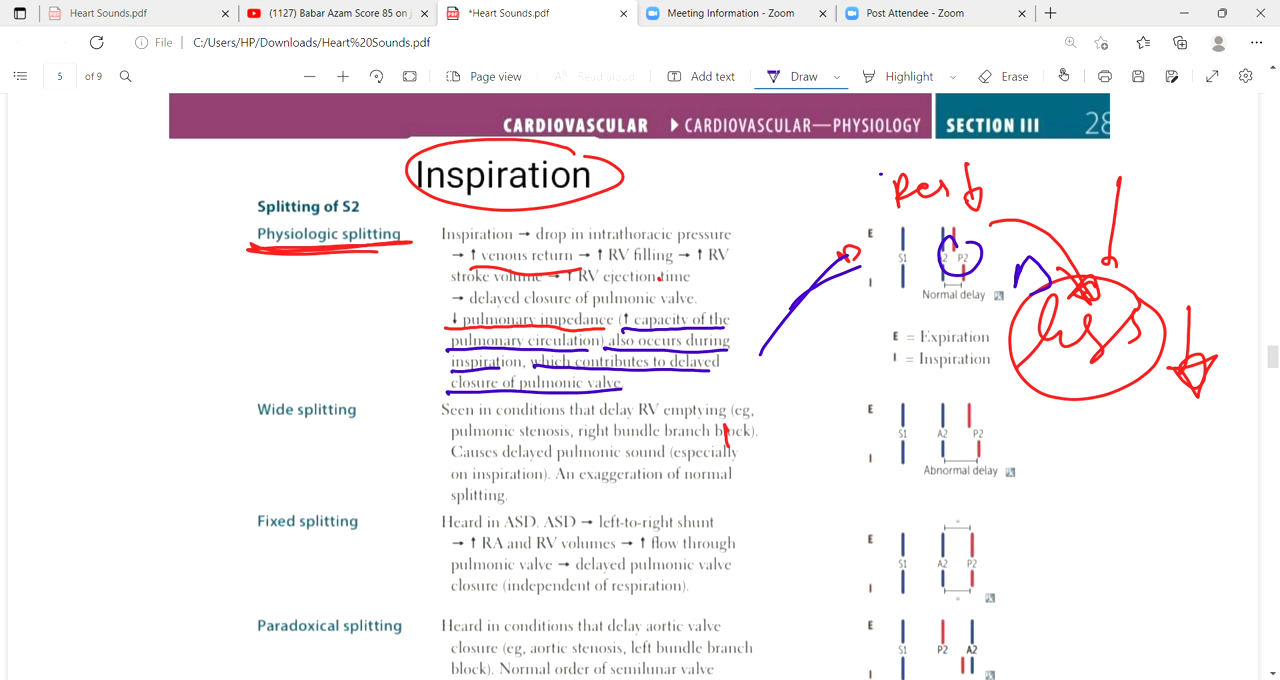 Heart Sounds.pdf
(1127) Babar Azam Score 85 on j
*Heart Sounds.pdf
Meeting Information - Zoom
Post Attendee - Zoom
File
C:/Users/HP/Downloads/Heart%20Sounds.pdf
5 of 9
Page view
Read aloud
Add text
Draw
Highlight
Erase
CARDIOVASCULAR ▶ CARDIOVASCULAR—PHYSIOLOGY SECTION III 28
Inspiration
Splitting of S2
Physiologic splitting
Inspiration → drop in intrathoracic pressure
→ ↑ venous return → ↑ RV filling → ↑ RV
stroke volume → ↑ RV ejection time
→ delayed closure of pulmonic valve.
↓ pulmonary impedance (↑ capacity of the
pulmonary circulation) also occurs during
inspiration, which contributes to delayed
closure of pulmonic valve.
E
S1 2 P2
I
Normal delay
E = Expiration
I = Inspiration
Wide splitting
Seen in conditions that delay RV emptying (eg,
pulmonic stenosis, right bundle branch block).
Causes delayed pulmonic sound (especially
on inspiration). An exaggeration of normal
splitting.
E
S1 A2 P2
I
Abnormal delay
Fixed splitting
Heard in ASD. ASD → left-to-right shunt
→ ↑ RA and RV volumes → ↑ flow through
pulmonic valve → delayed pulmonic valve
closure (independent of respiration).
E
S1 A2 P2
I
Paradoxical splitting
Heard in conditions that delay aortic valve
closure (eg, aortic stenosis, left bundle branch
block). Normal order of semilunar valve
E
S1 P2 A2
I